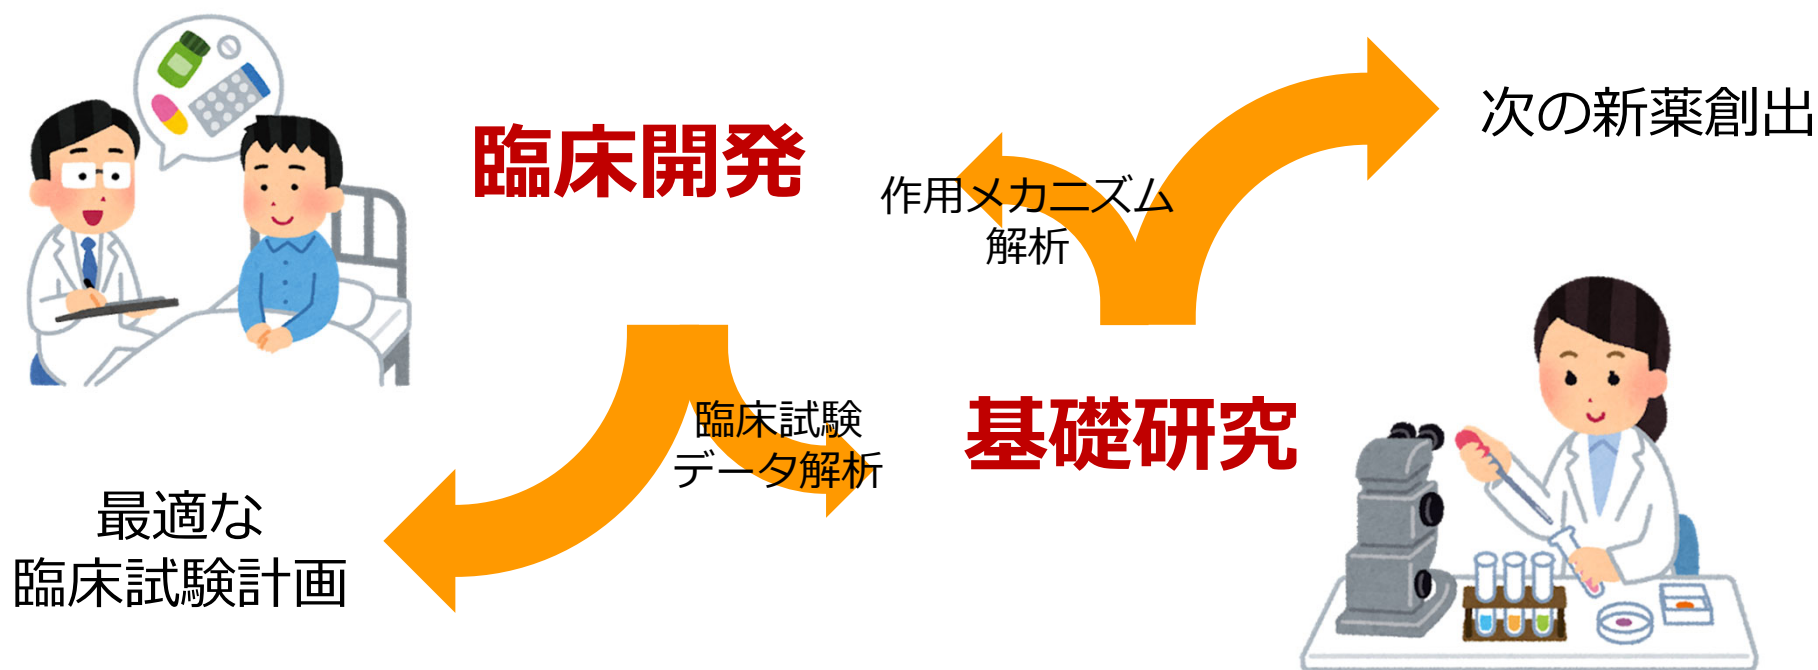 臨床開発
作用メカニズム
解析
次の新薬創出
臨床試験
データ解析
基礎研究
最適な
臨床試験計画